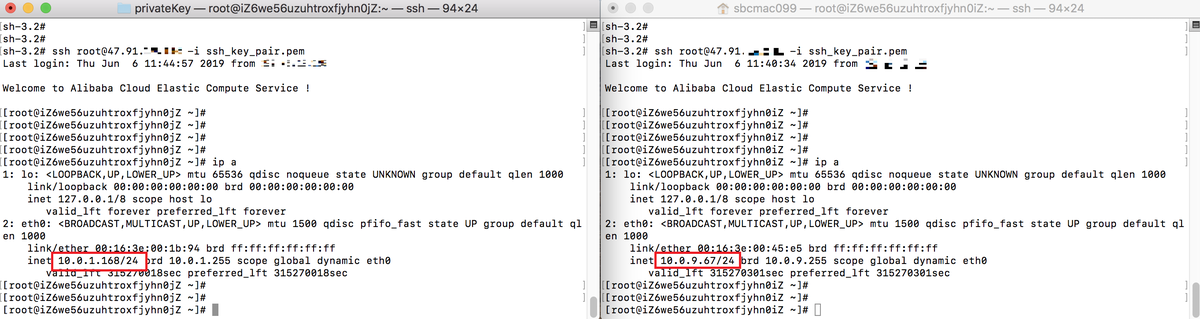 privateKey — root@iZ6we56uzuhtroxfjyhn0jZ:~ — ssh — 94×24
[sh-3.2#
[sh-3.2#
[sh-3.2# ssh root@47.91. -i ssh_key_pair.pem
Last login: Thu Jun  6 11:44:57 2019 from
Welcome to Alibaba Cloud Elastic Compute Service !
[[root@iZ6we56uzuhtroxfjyhn0jZ ~]#
[[root@iZ6we56uzuhtroxfjyhn0jZ ~]#
[[root@iZ6we56uzuhtroxfjyhn0jZ ~]#
[[root@iZ6we56uzuhtroxfjyhn0jZ ~]#
[[root@iZ6we56uzuhtroxfjyhn0jZ ~]# ip a
1: lo: <LOOPBACK,UP,LOWER_UP> mtu 65536 qdisc noqueue state UNKNOWN group default qlen 1000
link/loopback 00:00:00:00:00:00 brd 00:00:00:00:00:00
inet 127.0.0.1/8 scope host lo
valid_lft forever preferred_lft forever
2: eth0: <BROADCAST,MULTICAST,UP,LOWER_UP> mtu 1500 qdisc pfifo_fast state UP group default ql
en 1000
link/ether 00:16:3e:00:1b:94 brd ff:ff:ff:ff:ff:ff
inet 10.0.1.168/24 brd 10.0.1.255 scope global dynamic eth0
valid_lft 315270018sec preferred_lft 315270018sec
[[root@iZ6we56uzuhtroxfjyhn0jZ ~]#
[[root@iZ6we56uzuhtroxfjyhn0jZ ~]#
[root@iZ6we56uzuhtroxfjyhn0jZ ~]#
sbcmac099 — root@iZ6we56uzuhtroxfjyhn0iZ:~ — ssh — 94×24
[sh-3.2#
[sh-3.2#
[sh-3.2# ssh root@47.91. -i ssh_key_pair.pem
Last login: Thu Jun  6 11:40:34 2019 from
Welcome to Alibaba Cloud Elastic Compute Service !
[[root@iZ6we56uzuhtroxfjyhn0iZ ~]#
[[root@iZ6we56uzuhtroxfjyhn0iZ ~]#
[[root@iZ6we56uzuhtroxfjyhn0iZ ~]#
[[root@iZ6we56uzuhtroxfjyhn0iZ ~]#
[[root@iZ6we56uzuhtroxfjyhn0iZ ~]# ip a
1: lo: <LOOPBACK,UP,LOWER_UP> mtu 65536 qdisc noqueue state UNKNOWN group default qlen 1000
link/loopback 00:00:00:00:00:00 brd 00:00:00:00:00:00
inet 127.0.0.1/8 scope host lo
valid_lft forever preferred_lft forever
2: eth0: <BROADCAST,MULTICAST,UP,LOWER_UP> mtu 1500 qdisc pfifo_fast state UP group default ql
en 1000
link/ether 00:16:3e:00:45:e5 brd ff:ff:ff:ff:ff:ff
inet 10.0.9.67/24 brd 10.0.9.255 scope global dynamic eth0
valid_lft 315270301sec preferred_lft 315270301sec
[[root@iZ6we56uzuhtroxfjyhn0iZ ~]#
[[root@iZ6we56uzuhtroxfjyhn0iZ ~]#
[root@iZ6we56uzuhtroxfjyhn0iZ ~]#